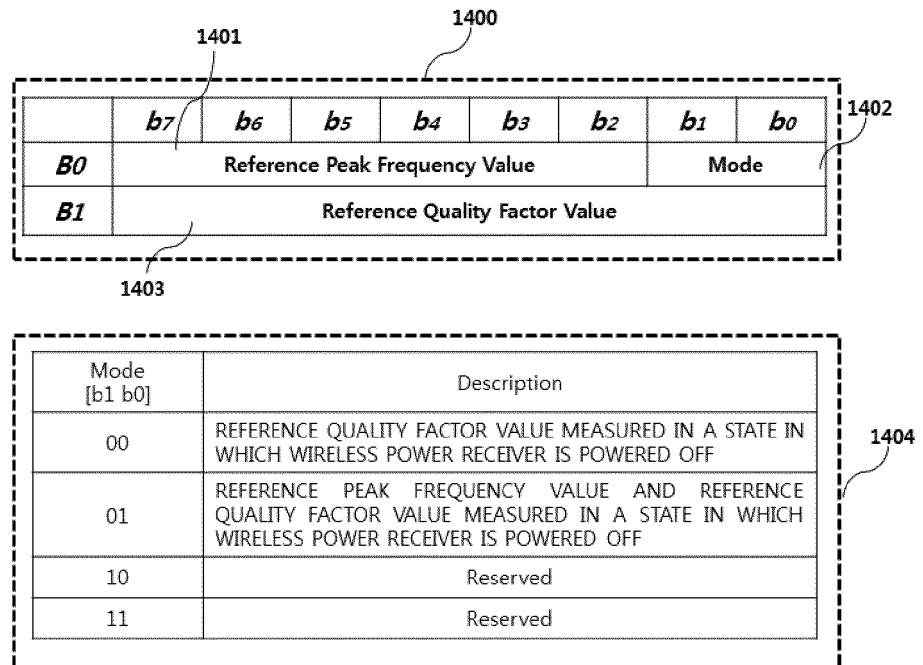 1400
1401
b7 b6 b5 b4 b3 b2 b1 b0
1402
B0 Reference Peak Frequency Value Mode
B1 Reference Quality Factor Value
1403
Mode
[b1 b0]
Description
00
REFERENCE QUALITY FACTOR VALUE MEASURED IN A STATE IN
WHICH WIRELESS POWER RECEIVER IS POWERED OFF
1404
01
REFERENCE PEAK FREQUENCY VALUE AND REFERENCE
QUALITY FACTOR VALUE MEASURED IN A STATE IN WHICH
WIRELESS POWER RECEIVER IS POWERED OFF
10 Reserved
11 Reserved